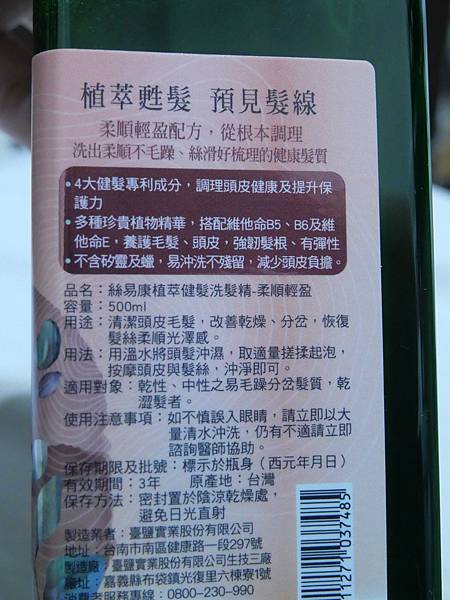 植萃甦髮 預見髮線
柔順輕盈配方，從根本調理
洗出柔順不毛躁、絲滑好梳理的健康髮質
•4大健髮專利成分，調理頭皮健康及提升保
護力
•多種珍貴植物精華，搭配維他命B5、B6及維
他命E，養護毛髮、頭皮，強韌髮根、有彈性
•不含矽靈及蠟，易沖洗不殘留，減少頭皮負擔。
品名：絲易康植萃健髮洗髮精-柔順輕盈
容量：500ml
用途：清潔頭皮毛髮，改善乾燥、分岔，恢復
髮絲柔順光澤感。
用法：用溫水將頭髮沖濕，取適量搓揉起泡，
按摩頭皮與髮絲，沖淨即可。
適用對象：乾性、中性之易毛躁分岔髮質，乾
澀髮者。
使用注意事項：如不慎誤入眼睛，請立即以大
量清水沖洗，仍有不適請立即
諮詢醫師協助。
保存期限及批號：標示於瓶身（西元年月日）
有效期間：3年 原產地：台灣
保存方法：密封置於陰涼乾燥處，
避免日光直射
製造業者：臺鹽實業股份有限公司
地址：台南市南區健康路一段297號
製造廠：臺鹽實業股份有限公司生技三廠
廠址：嘉義縣布袋鎮光復里六棟寮1號
消費者服務專線：0800-230-990
711271037485